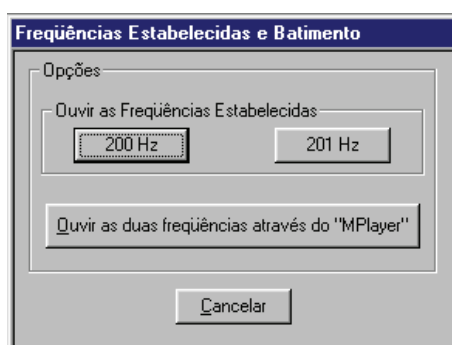 Freqüências Estabelecidas e Batimento
Opções
Ouvir as Freqüências Estabelecidas
200 Hz 201 Hz
Ouvir as duas freqüências através do "MPlayer"
Cancelar